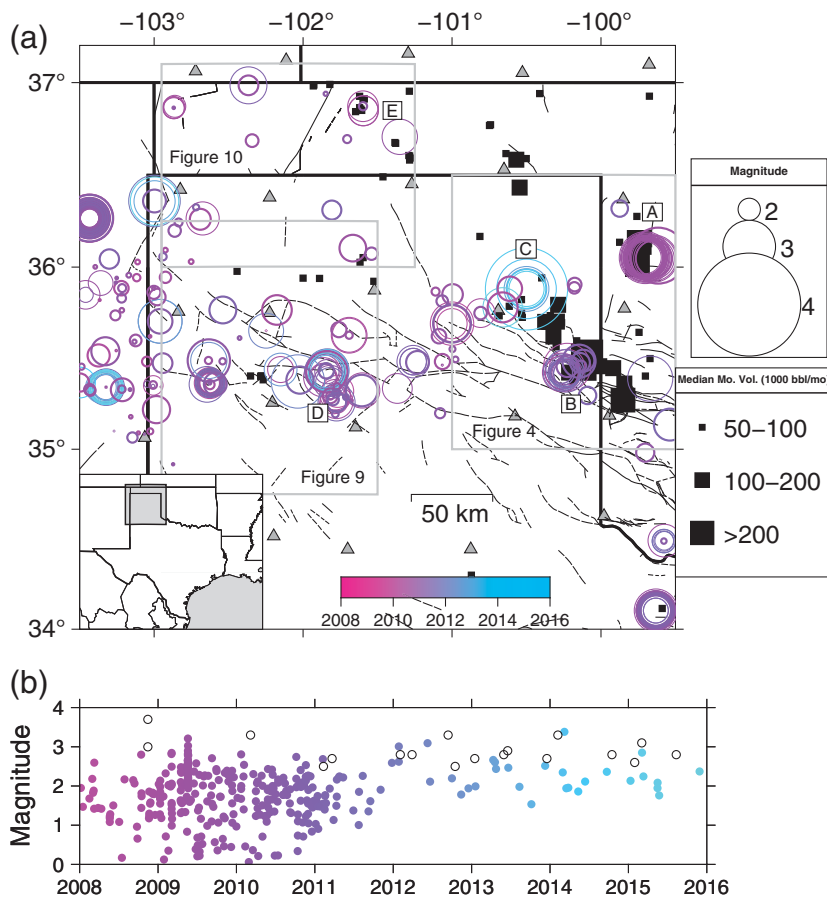 (a)
−103° −102° −101° −100°
37°
36°
35°
34°
Figure 10
E
A
C
B
D
Figure 4
Figure 9
50 km
2008 2010 2012 2014 2016
Magnitude
2
3
4
Median Mo. Vol. (1000 bbl/mo)
50−100
100−200
>200
(b)
Magnitude
4
3
2
1
0
2008 2009 2010 2011 2012 2013 2014 2015 2016